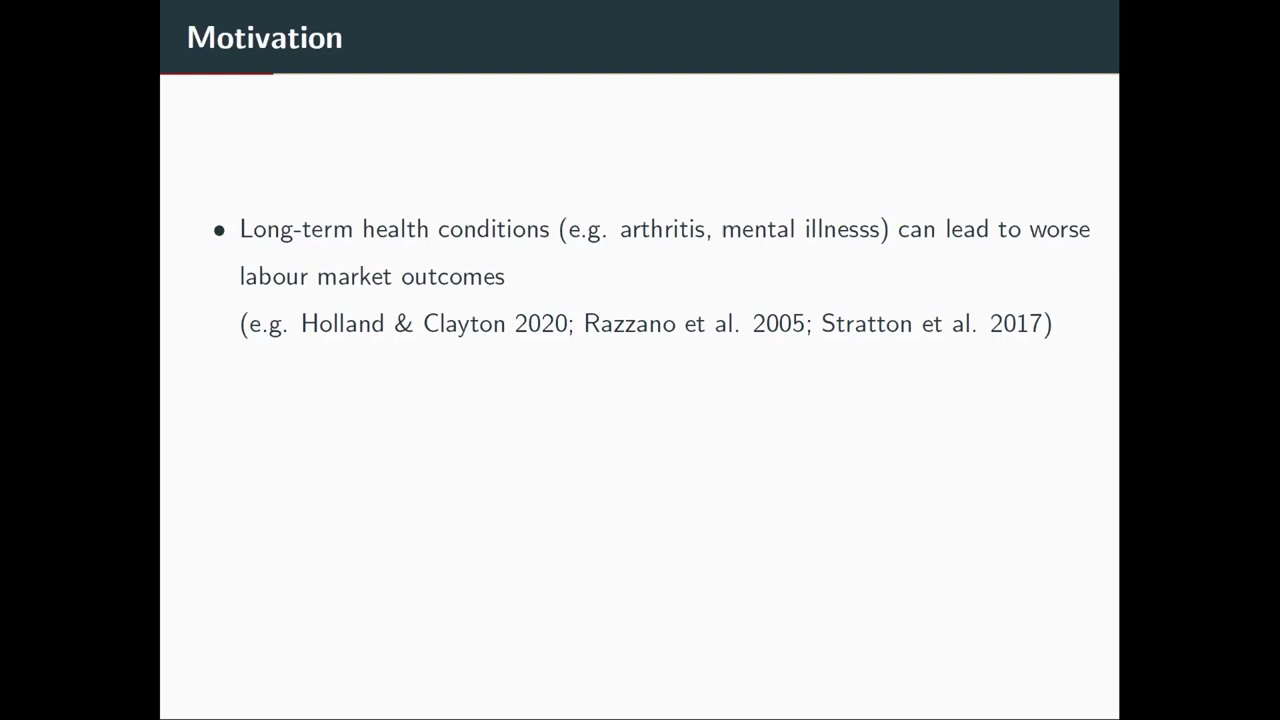 Motivation
• Long-term health conditions (e.g. arthritis, mental illnesss) can lead to worse
labour market outcomes
(e.g. Holland & Clayton 2020; Razzano et al. 2005; Stratton et al. 2017)